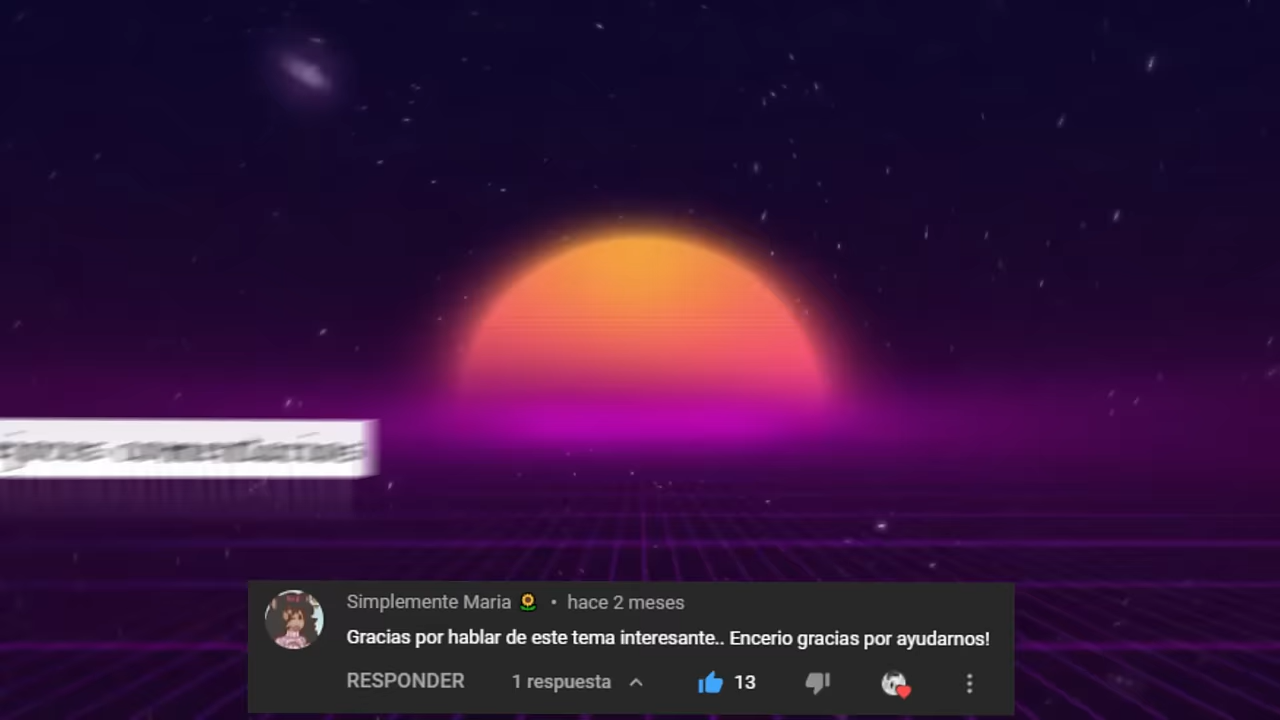 comentarios
Simplemente Maria 🌻 • hace 2 meses
Gracias por hablar de este tema interesante.. Encerio gracias por ayudarnos!
RESPONDER 1 respuesta 13